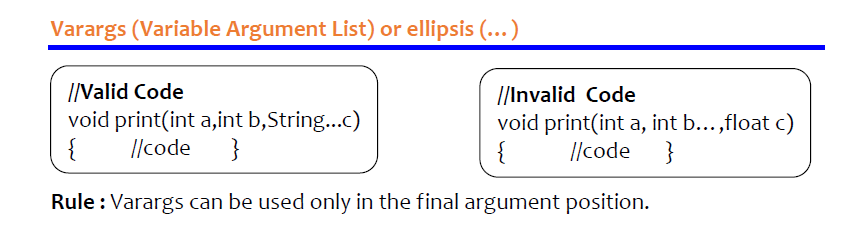 Varargs (Variable Argument List) or ellipsis (…)
//Valid Code
void print(int a,int b,String...c)
{ //code }
//Invalid Code
void print(int a, int b…,float c)
{ //code }
Rule : Varargs can be used only in the final argument position.